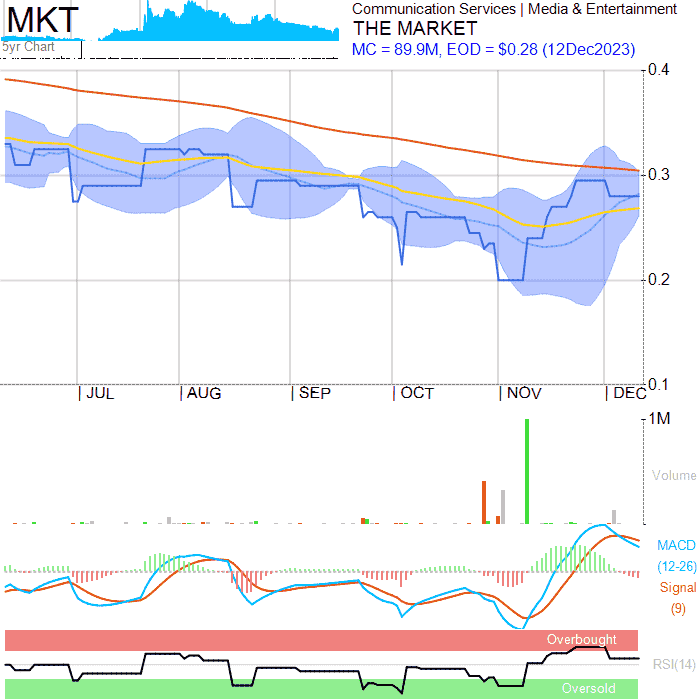 MKT
5yr Chart
Communication Services | Media & Entertainment
THE MARKET
MC = 89.9M, EOD = $0.28 (12Dec2023)
0.4
0.3
0.2
0.1
| JUL
| AUG
| SEP
| OCT
| NOV
| DEC
1M
Volume
MACD
(12-26)
Signal
(9)
Overbought
RSI(14)
Oversold